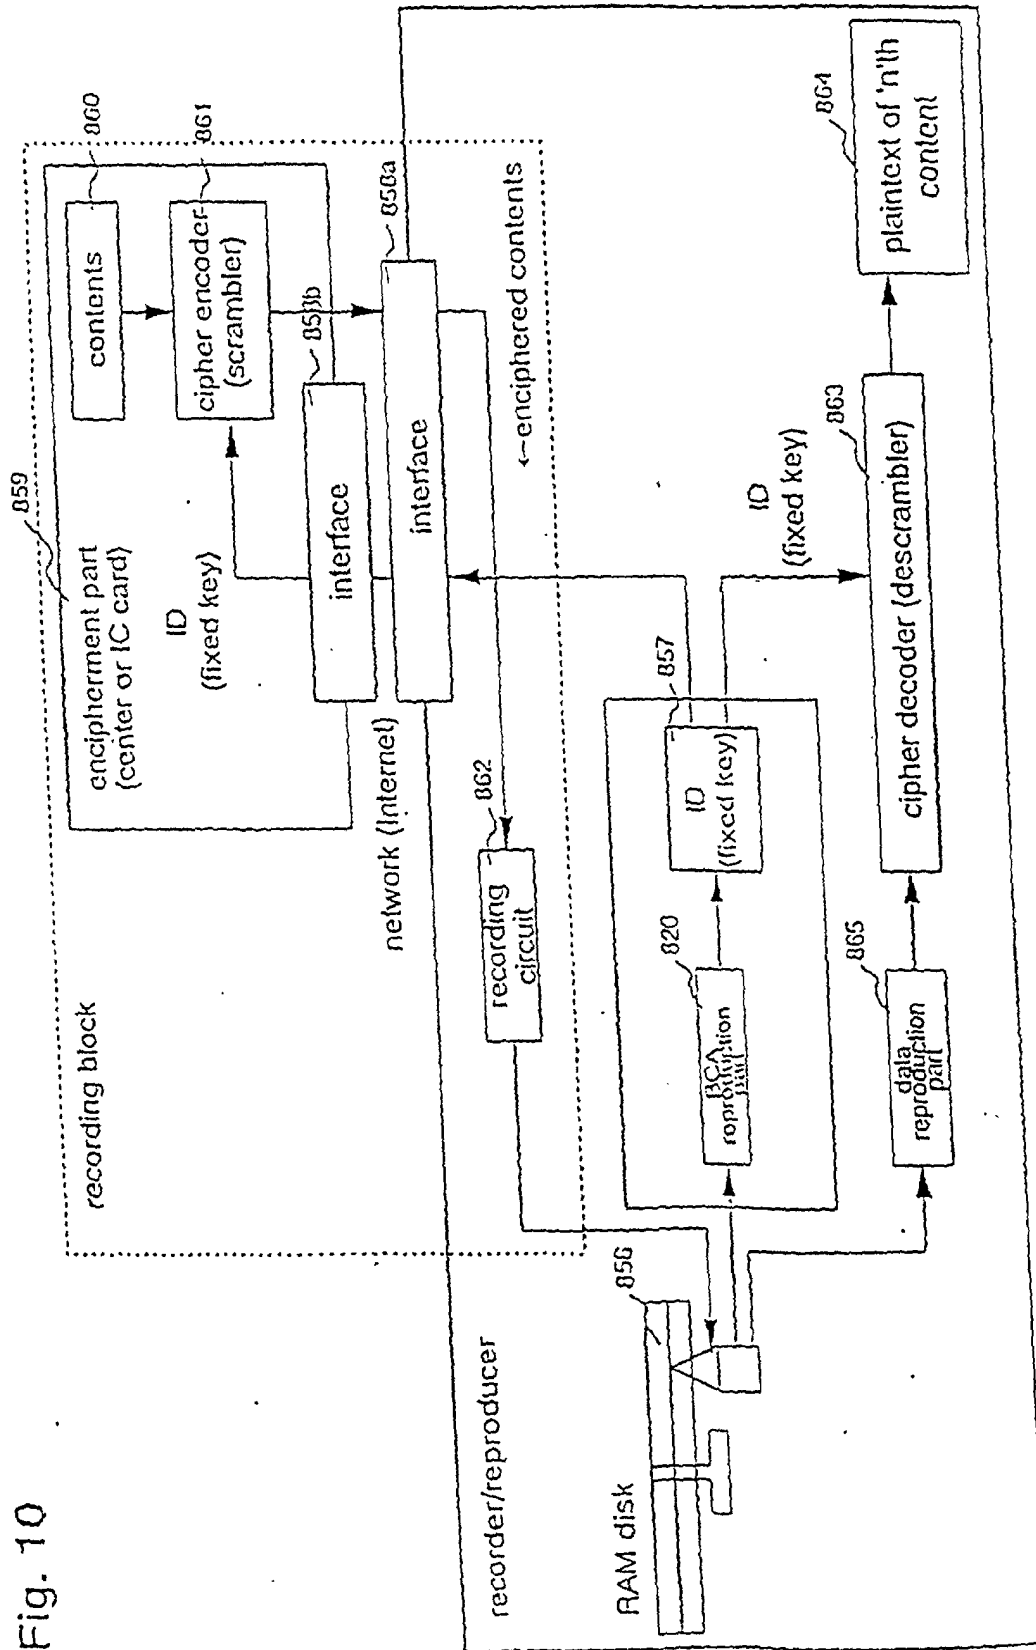 Fig. 10
recording block
859
encipherment part
(center or IC card)
contents
860
ID
(fixed key)
cipher encoder
(scrambler)
861
interface
858b
network (Internet)
interface
858a
←enciphered contents
recording
circuit
862
recorder/reproducer
RAM disk
856
BCA
reproduction
part
820
ID
(fixed key)
857
ID
(fixed key)
data
reproduction
part
865
cipher decoder (descrambler)
863
plaintext of 'n'th
content
864